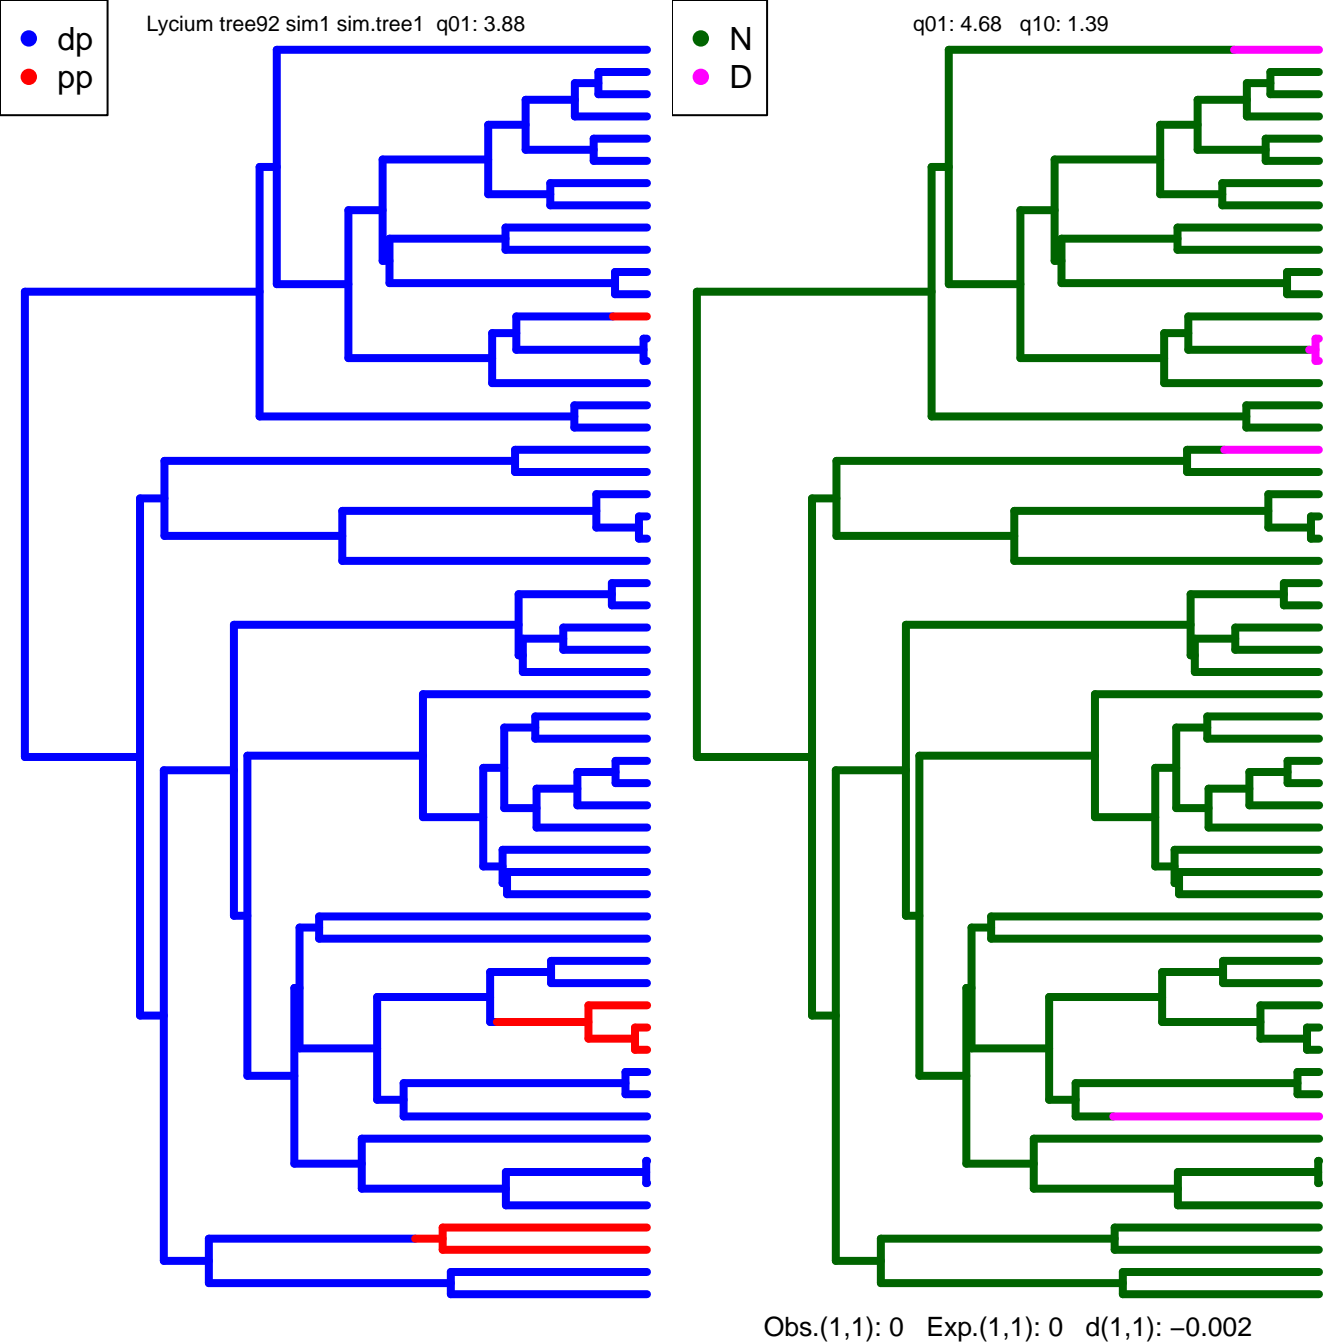 dp
pp
Lycium tree92 sim1 sim.tree1  q01: 3.88
N
D
q01: 4.68   q10: 1.39
Obs.(1,1): 0   Exp.(1,1): 0   d(1,1): −0.002